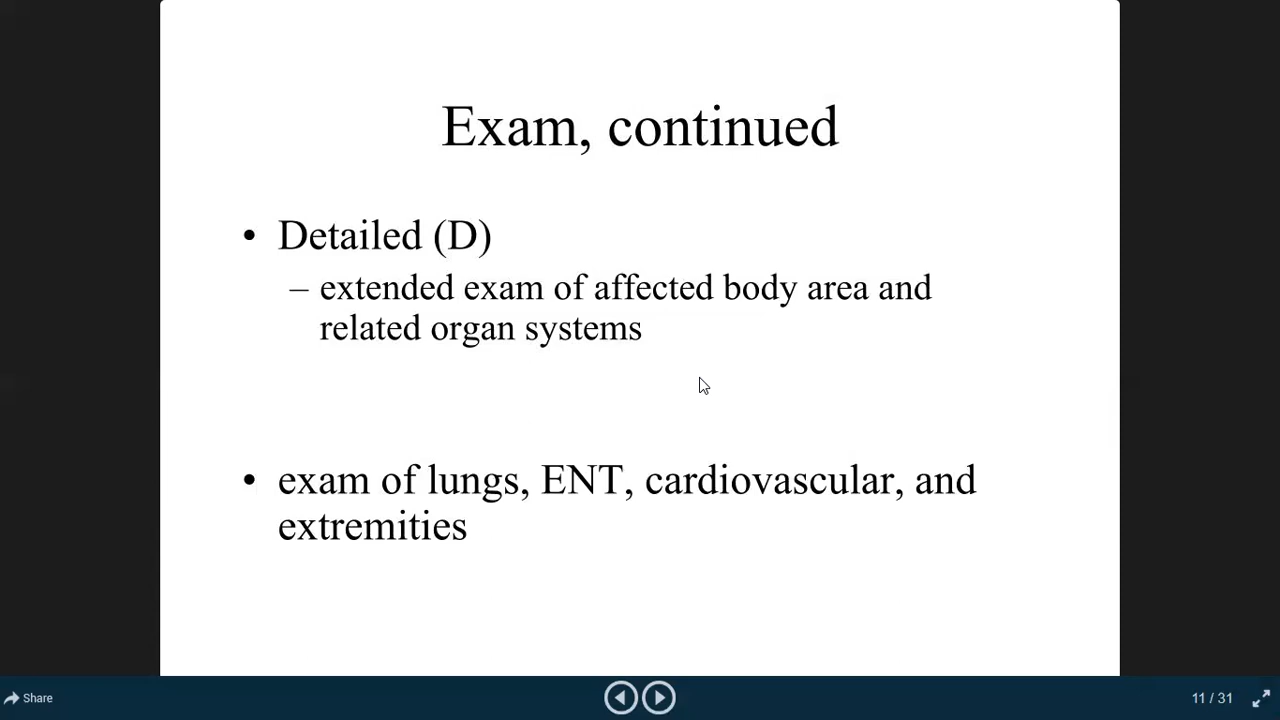 Exam, continued
• Detailed (D)
– extended exam of affected body area and
related organ systems
• exam of lungs, ENT, cardiovascular, and
extremities
Share
11 / 31